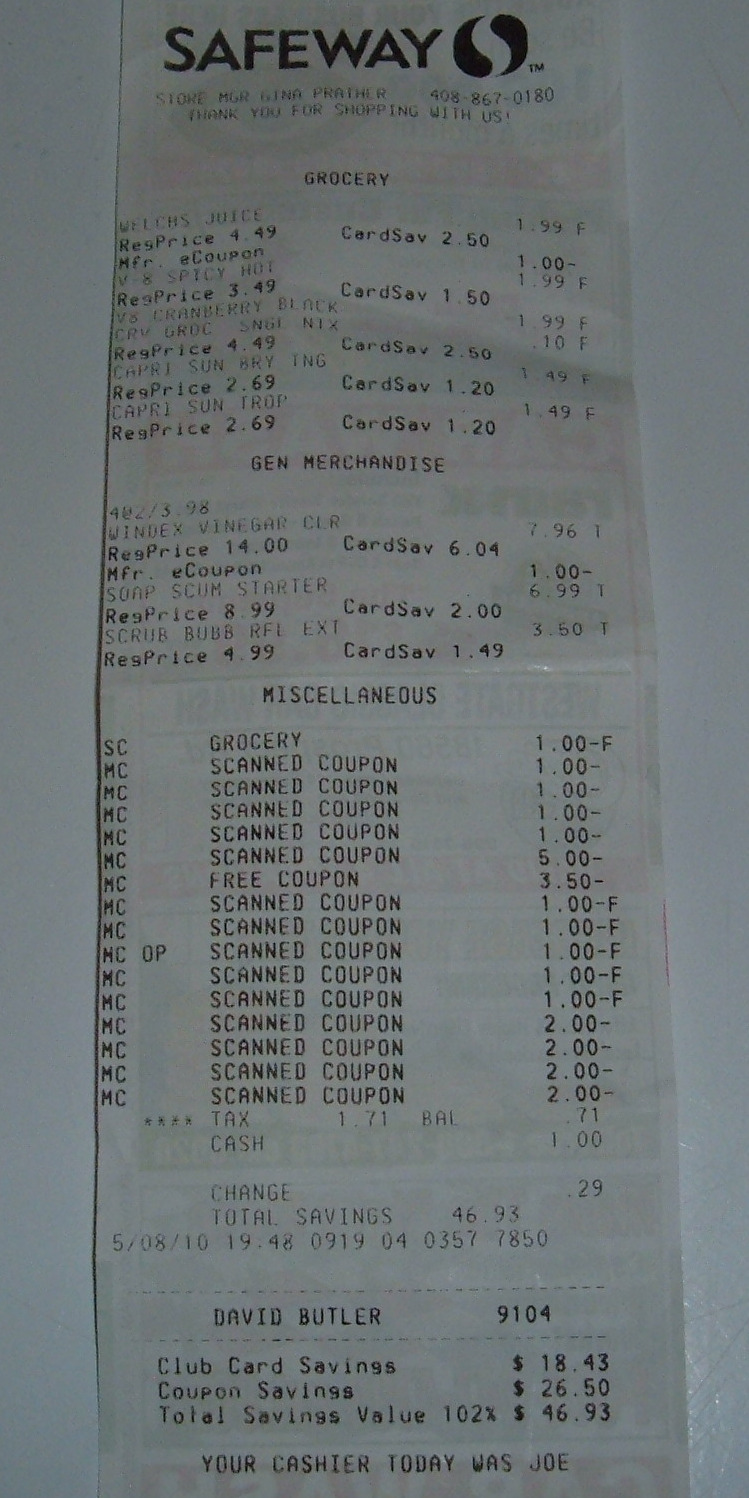 SAFEWAY TM
STORE MGR GINA PRATHER 408-867-0180
THANK YOU FOR SHOPPING WITH US!
GROCERY
WELCHS JUICE 1.99 F
RegPrice 4.49 CardSav 2.50
Mfr. eCoupon 1.00-
V-8 SPICY HOT 1.99 F
RegPrice 3.49 CardSav 1.50
V8 CRANBERRY BLACK 1.99 F
CRV GROC SNGL NTX .10 F
RegPrice 4.49 CardSav 2.50
CAPRI SUN BRY TNG 1.49 F
RegPrice 2.69 CardSav 1.20
CAPRI SUN TROP 1.49 F
RegPrice 2.69 CardSav 1.20
GEN MERCHANDISE
4@2/3.98
WINDEX VINEGAR CLR 7.96 T
RegPrice 14.00 CardSav 6.04
Mfr. eCoupon 1.00-
SOAP SCUM STARTER 6.99 T
RegPrice 8.99 CardSav 2.00
SCRUB BUBB RFL EXT 3.50 T
RegPrice 4.99 CardSav 1.49
MISCELLANEOUS
SC GROCERY 1.00-F
MC SCANNED COUPON 1.00-
MC SCANNED COUPON 1.00-
MC SCANNED COUPON 1.00-
MC SCANNED COUPON 1.00-
MC SCANNED COUPON 5.00-
MC FREE COUPON 3.50-
MC SCANNED COUPON 1.00-F
MC SCANNED COUPON 1.00-F
MC OP SCANNED COUPON 1.00-F
MC SCANNED COUPON 1.00-F
MC SCANNED COUPON 1.00-F
MC SCANNED COUPON 2.00-
MC SCANNED COUPON 2.00-
MC SCANNED COUPON 2.00-
MC SCANNED COUPON 2.00-
**** TAX 1.71 BAL .71
CASH 1.00
CHANGE .29
TOTAL SAVINGS 46.93
5/08/10 19:48 0919 04 0357 7850
DAVID BUTLER 9104
Club Card Savings $ 18.43
Coupon Savings $ 26.50
Total Savings Value 102% $ 46.93
YOUR CASHIER TODAY WAS JOE